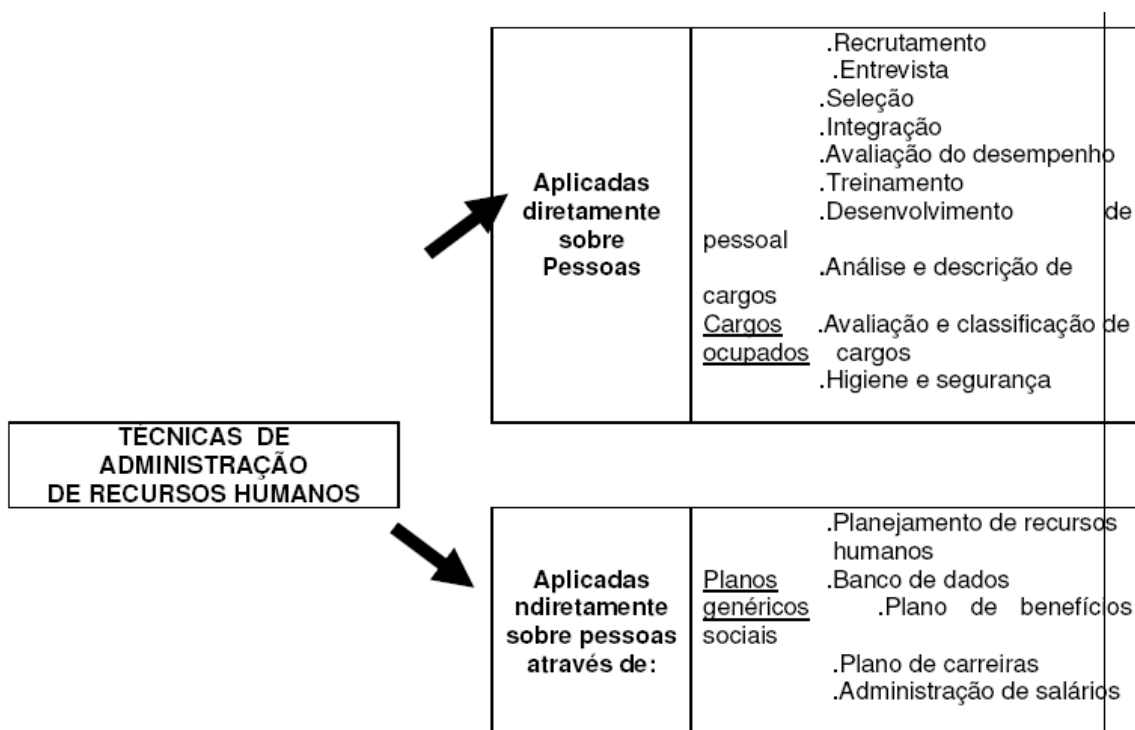 .Recrutamento
.Entrevista
.Seleção
.Integração
.Avaliação do desempenho
.Treinamento
.Desenvolvimento de
pessoal
.Análise e descrição de
cargos
Cargos .Avaliação e classificação de
ocupados cargos
.Higiene e segurança
Aplicadas
diretamente
sobre
Pessoas
TÉCNICAS DE
ADMINISTRAÇÃO
DE RECURSOS HUMANOS
Aplicadas
ndiretamente
sobre pessoas
através de:
.Planejamento de recursos
humanos
Planos .Banco de dados
genéricos .Plano de benefícios
sociais
.Plano de carreiras
.Administração de salários